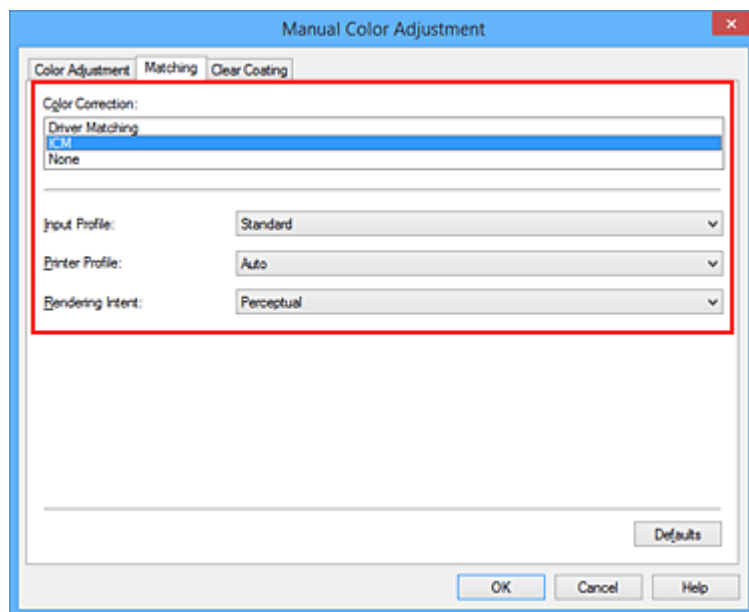 Manual Color Adjustment
Color Adjustment Matching Clear Coating
Color Correction:
Driver Matching
ICM
None
Input Profile: Standard
Printer Profile: Auto
Rendering Intent: Perceptual
Defaults
OK Cancel Help